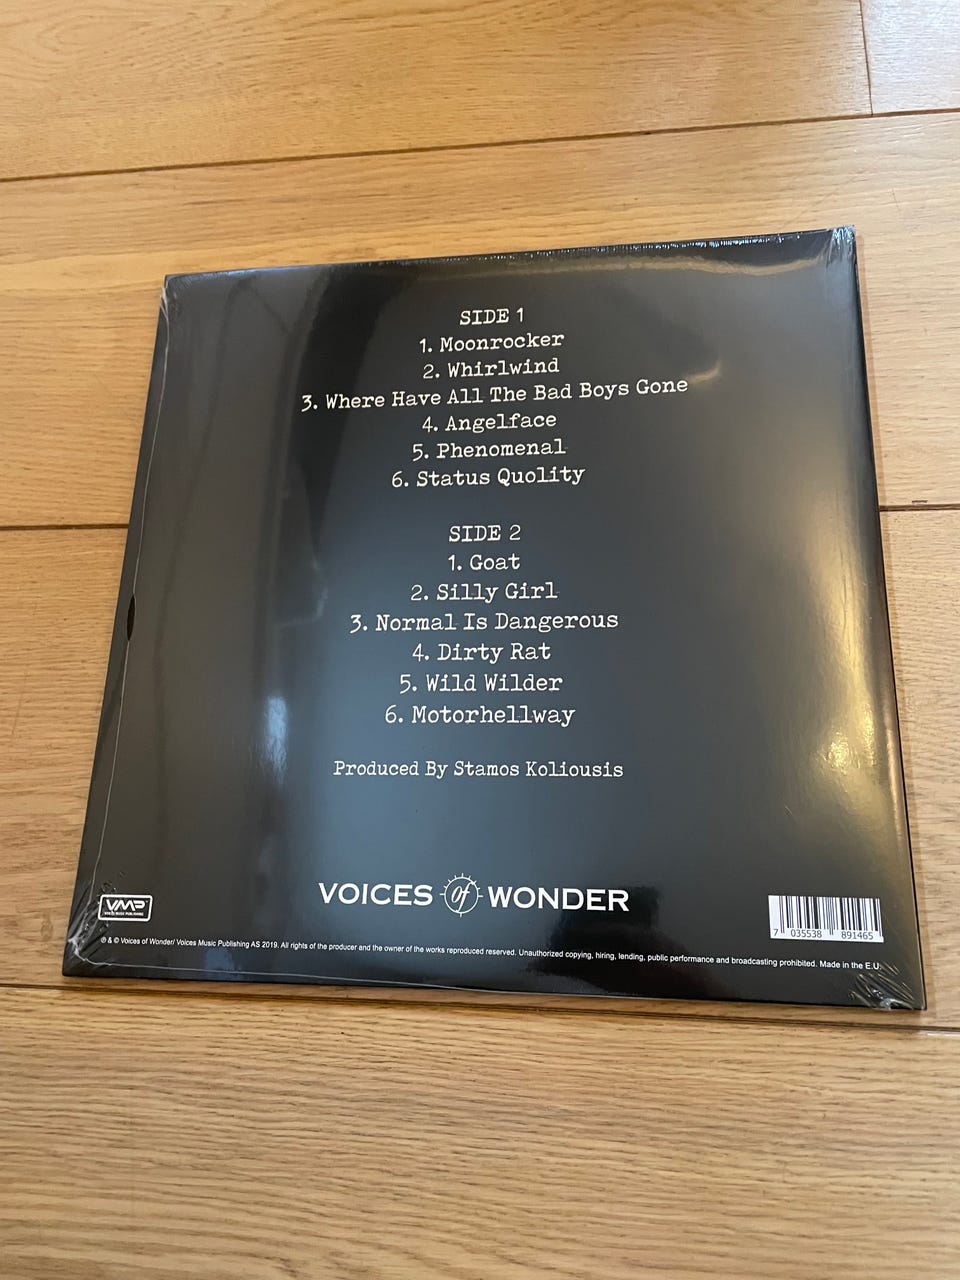 SIDE 1
1. Moonrocker
2. Whirlwind
3. Where Have All The Bad Boys Gone
4. Angelface
5. Phenomenal
6. Status Quolity
SIDE 2
1. Goat
2. Silly Girl
3. Normal Is Dangerous
4. Dirty Rat
5. Wild Wilder
6. Motorhellway
Produced By Stamos Koliousis
VOICES of WONDER
VMP
VOICES MUSIC PUBLISHING
7 035538 891465
℗ & © Voices of Wonder/ Voices Music Publishing AS 2019. All rights of the producer and the owner of the works reproduced reserved. Unauthorized copying, hiring, lending, public performance and broadcasting prohibited. Made in the E.U.